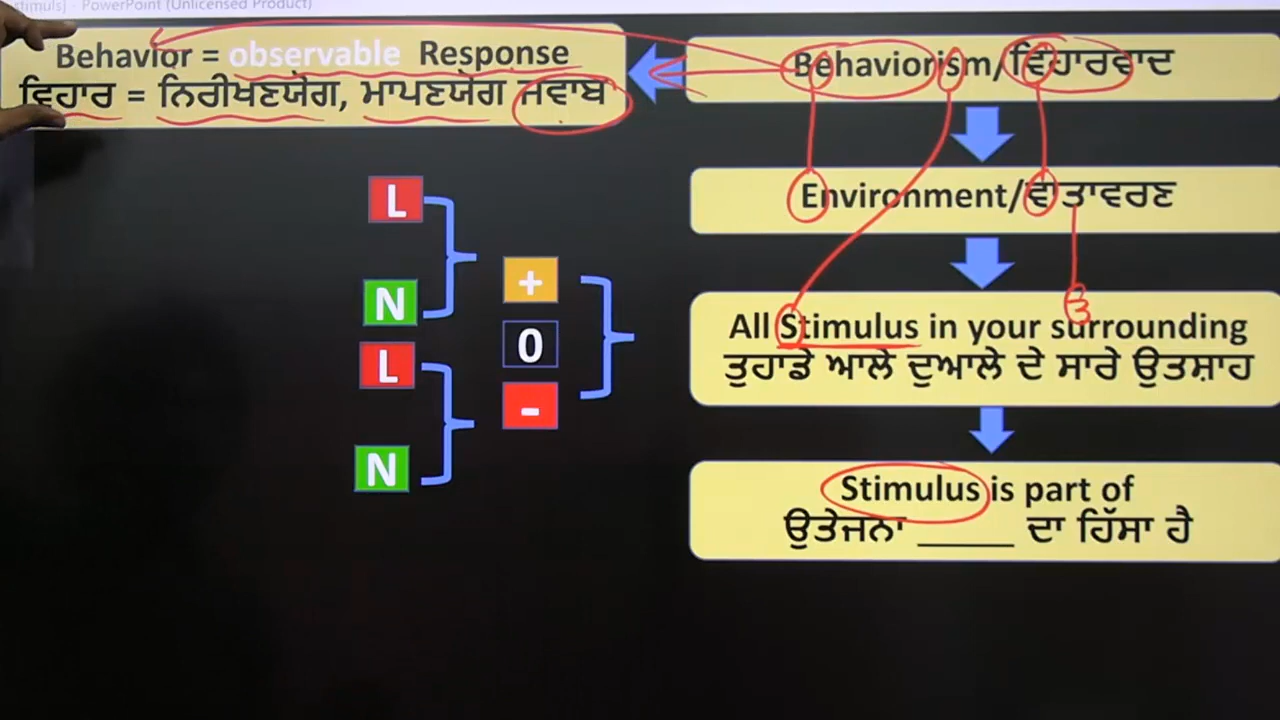 stimuls) - PowerPoint (Unlicensed Product)
Behavior = observable Response
ਵਿਹਾਰ = ਨਿਰੀਖਣਯੋਗ, ਮਾਪਣਯੋਗ ਜਵਾਬ
Behaviorism/ਵਿਹਾਰਵਾਦ
Environment/ਵਾਤਾਵਰਣ
All Stimulus in your surrounding
ਤੁਹਾਡੇ ਆਲੇ ਦੁਆਲੇ ਦੇ ਸਾਰੇ ਉਤਸ਼ਾਹ
Stimulus is part of
ਉਤੇਜਨਾ _____ ਦਾ ਹਿੱਸਾ ਹੈ
L
N
L
N
+
0
-